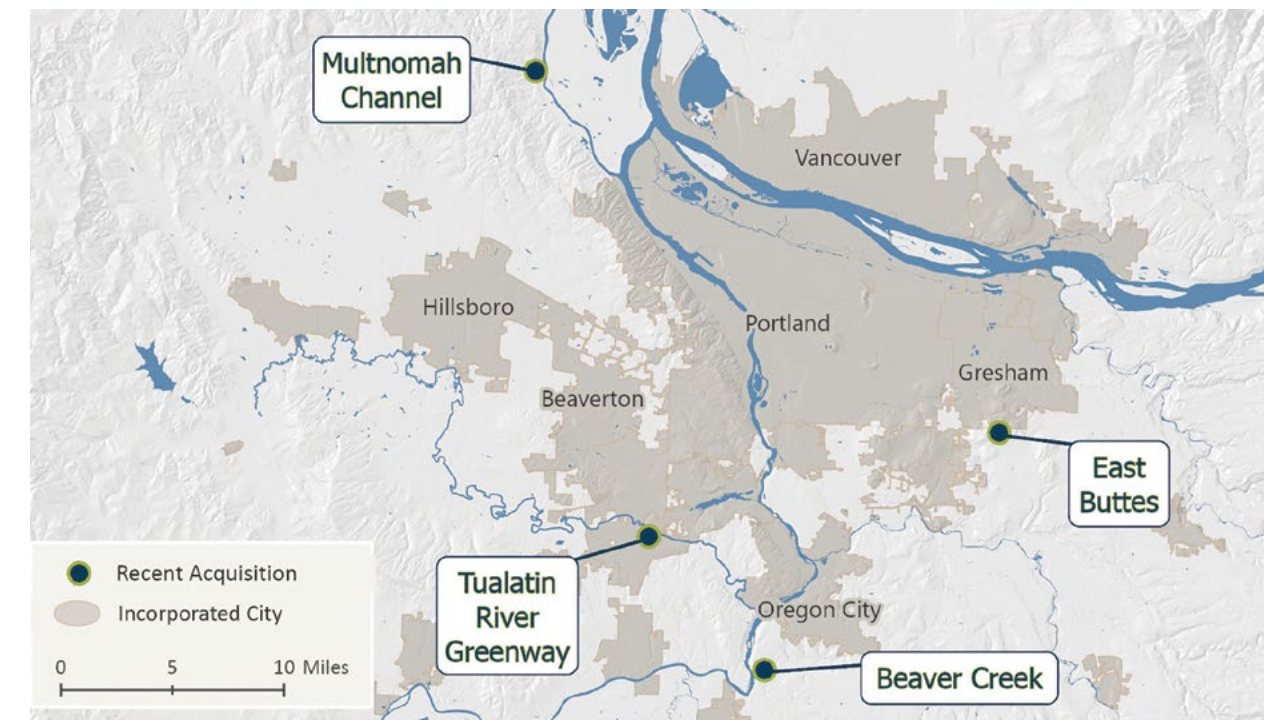 Multnomah
Channel
Vancouver
Hillsboro
Portland
Gresham
Beaverton
East
Buttes
Tualatin
River
Greenway
Oregon City
Beaver Creek
Recent Acquisition
Incorporated City
0 5 10 Miles